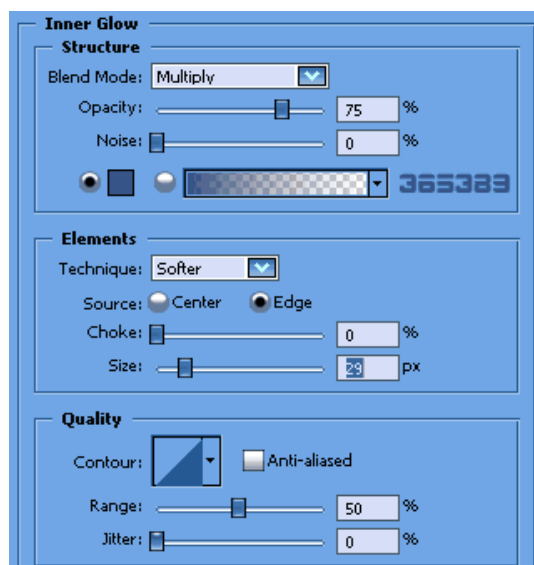 Inner Glow
Structure
Blend Mode: Multiply
Opacity: 75 %
Noise: 0 %
365389
Elements
Technique: Softer
Source: Center Edge
Choke: 0 %
Size: 29 px
Quality
Contour: Anti-aliased
Range: 50 %
Jitter: 0 %